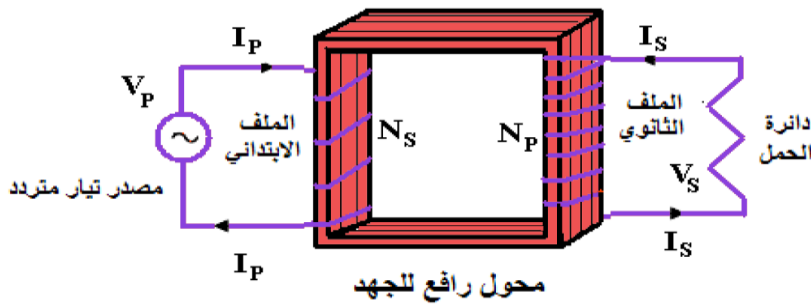 I_P
I_S
V_P
الملف
الابتدائي
N_S
N_P
الملف
الثانوي
دائرة
الحمل
مصدر تيار متردد
V_S
I_P
I_S
محول رافع للجهد